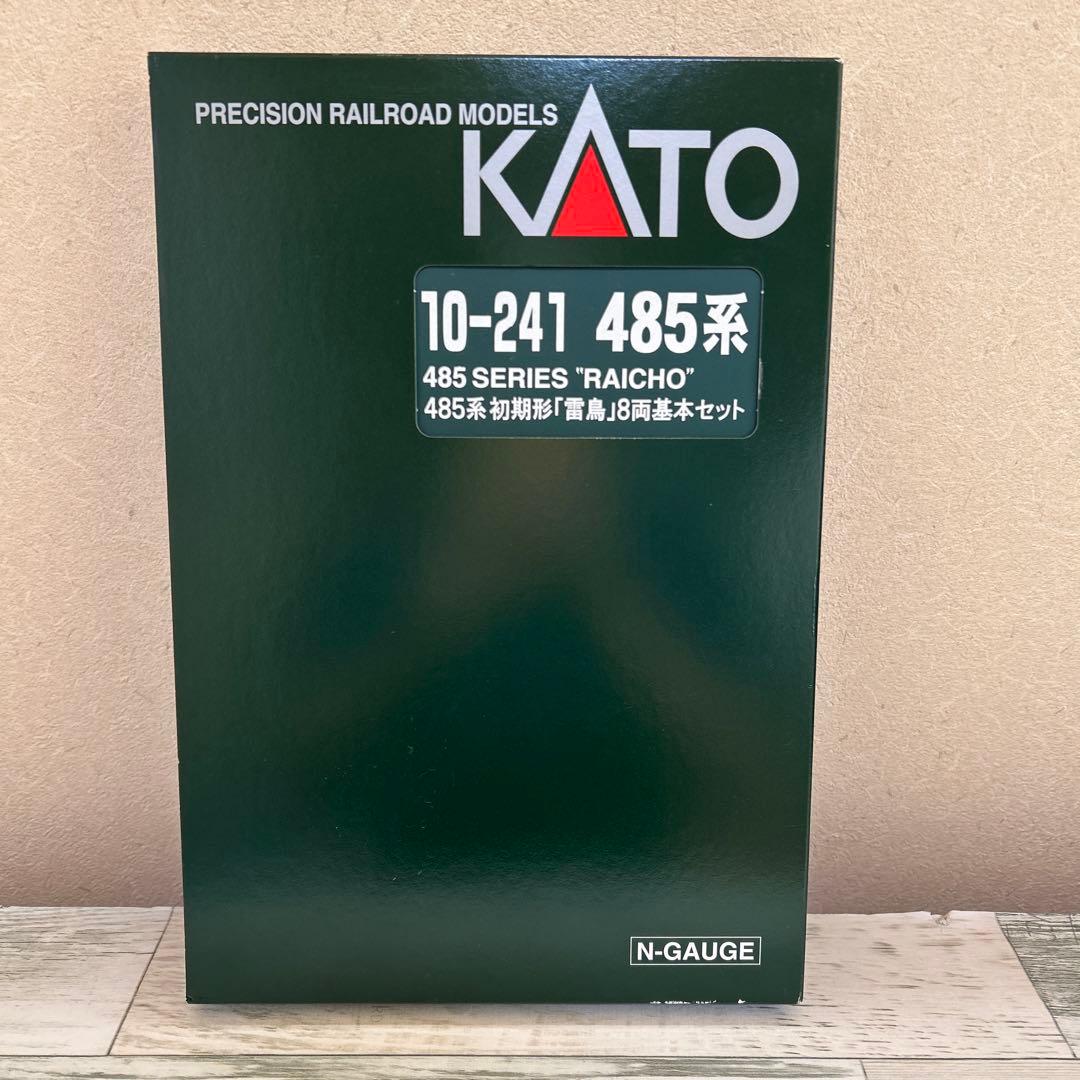 PRECISION RAILROAD MODELS
KATO
10-241 485系
485 SERIES "RAICHO"
485系 初期形「雷鳥」8両基本セット
N-GAUGE